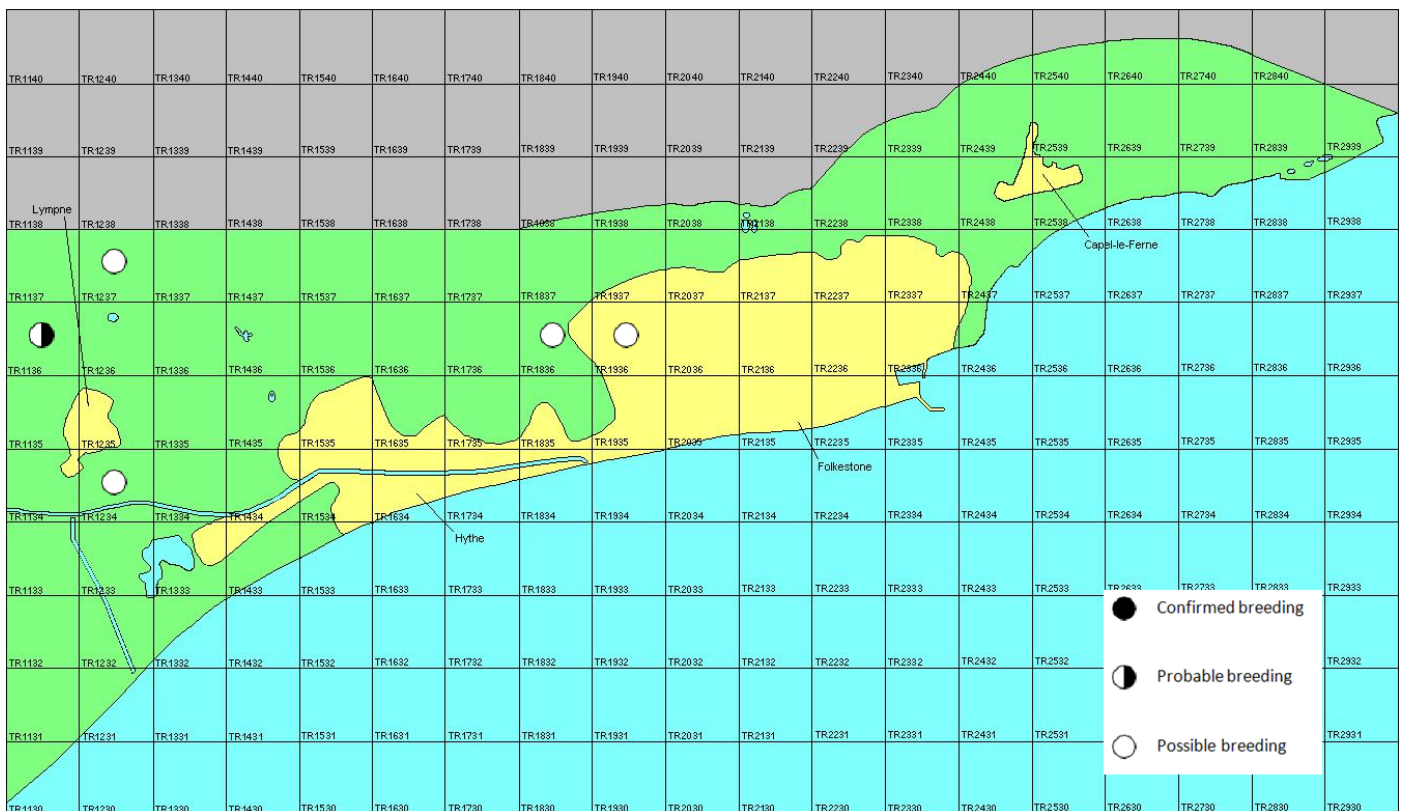 TR1140 TR1240 TR1340 TR1440 TR1540 TR1640 TR1740 TR1840 TR1940 TR2040 TR2140 TR2240 TR2340 TR2440 TR2540 TR2640 TR2740 TR2840
TR1139 TR1239 TR1339 TR1439 TR1539 TR1639 TR1739 TR1839 TR1939 TR2039 TR2139 TR2239 TR2339 TR2439 TR2539 TR2639 TR2739 TR2839 TR2939
Lympne
TR1138 TR1238 TR1338 TR1438 TR1538 TR1638 TR1738 TR1838 TR1938 TR2038 TR2138 TR2238 TR2338 TR2438 TR2538 TR2638 TR2738 TR2838 TR2938
Capel-le-Ferne
TR1137 TR1237 TR1337 TR1437 TR1537 TR1637 TR1737 TR1837 TR1937 TR2037 TR2137 TR2237 TR2337 TR2437 TR2537 TR2637 TR2737 TR2837 TR2937
TR1136 TR1236 TR1336 TR1436 TR1536 TR1636 TR1736 TR1836 TR1936 TR2036 TR2136 TR2236 TR2336 TR2436 TR2536 TR2636 TR2736 TR2836 TR2936
TR1135 TR1235 TR1335 TR1435 TR1535 TR1635 TR1735 TR1835 TR1935 TR2035 TR2135 TR2235 TR2335 TR2435 TR2535 TR2635 TR2735 TR2835 TR2935
Folkestone
TR1134 TR1234 TR1334 TR1434 TR1534 TR1634 TR1734 TR1834 TR1934 TR2034 TR2134 TR2234 TR2334 TR2434 TR2534 TR2634 TR2734 TR2834 TR2934
Hythe
TR1133 TR1233 TR1333 TR1433 TR1533 TR1633 TR1733 TR1833 TR1933 TR2033 TR2133 TR2233 TR2333 TR2433 TR2533 TR2633 TR2733 TR2833 TR2933
Confirmed breeding
TR1132 TR1232 TR1332 TR1432 TR1532 TR1632 TR1732 TR1832 TR1932 TR2032 TR2132 TR2232 TR2332 TR2432 TR2532 TR2932
Probable breeding
TR1131 TR1231 TR1331 TR1431 TR1531 TR1631 TR1731 TR1831 TR1931 TR2031 TR2131 TR2231 TR2331 TR2431 TR2531 TR2931
Possible breeding
TR1130 TR1230 TR1330 TR1430 TR1530 TR1630 TR1730 TR1830 TR1930 TR2030 TR2130 TR2230 TR2330 TR2430 TR2530 TR2630 TR2730 TR2830 TR2930